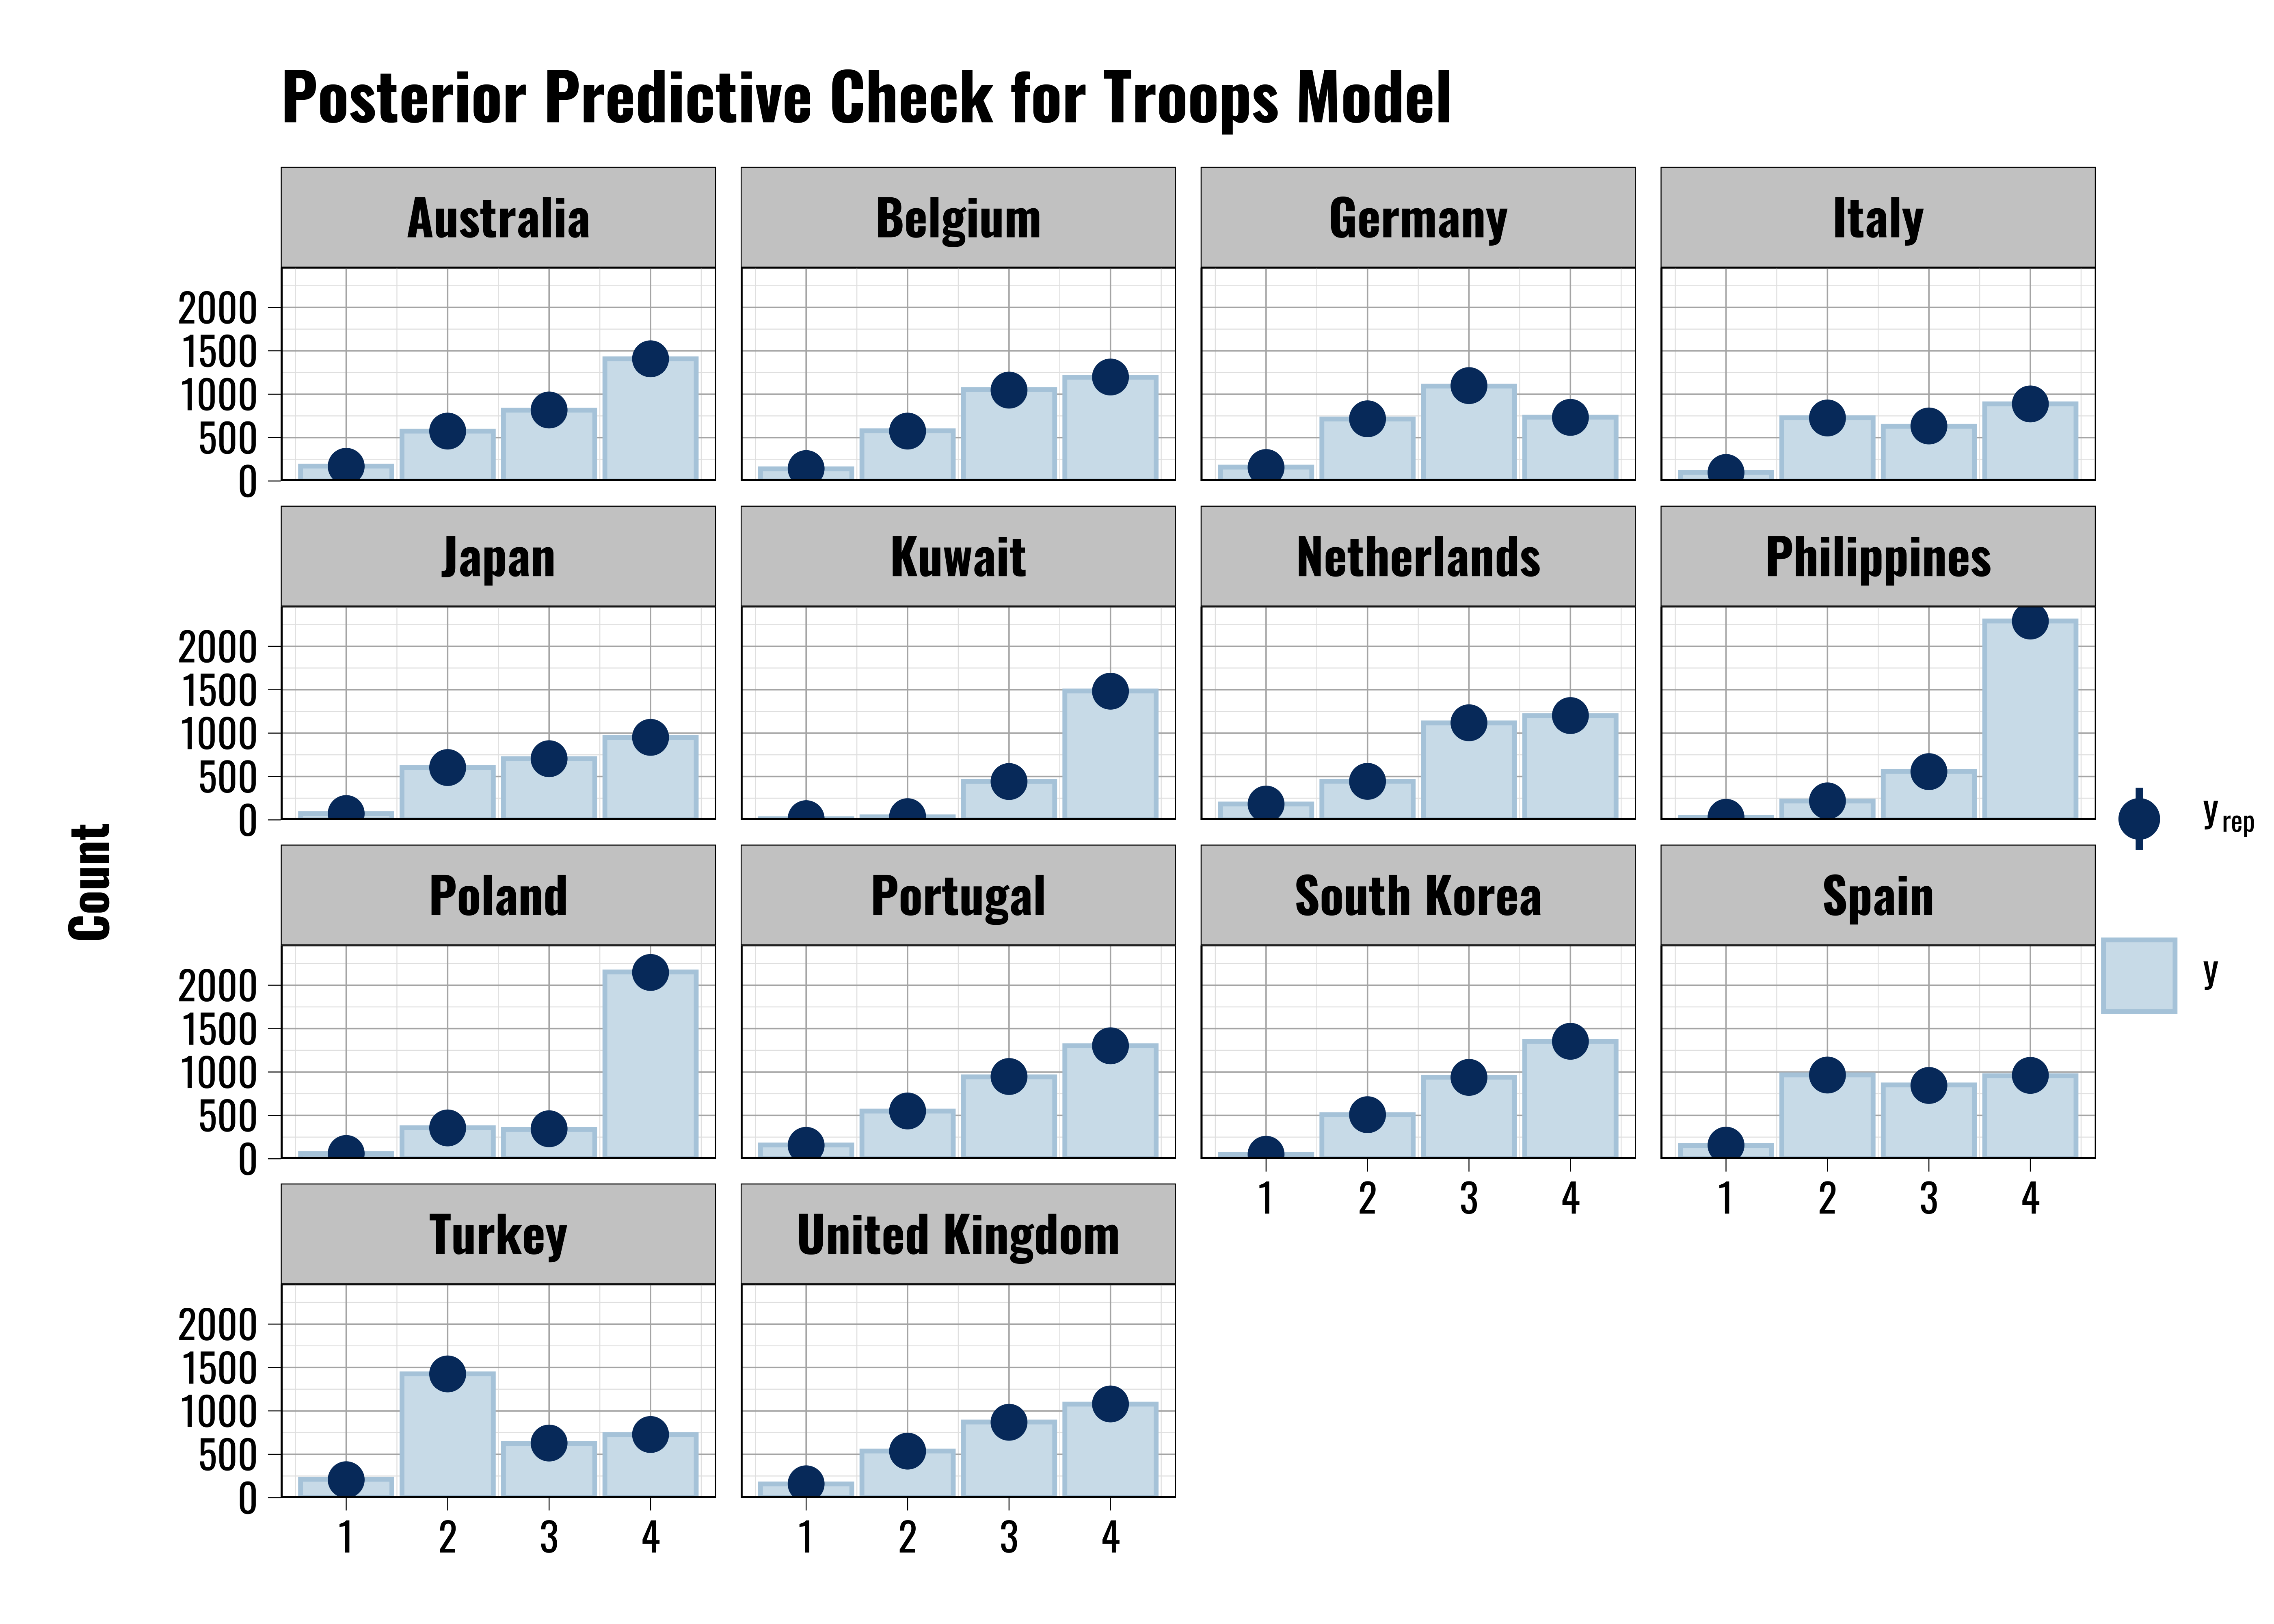 Posterior Predictive Check for Troops Model
Australia
Belgium
Germany
Italy
2000
1500
1000
500
0
Japan
Kuwait
Netherlands
Philippines
2000
1500
1000
500
0
Poland
Portugal
South Korea
Spain
2000
1500
1000
500
0
1 2 3 4
1 2 3 4
Turkey
United Kingdom
2000
1500
1000
500
0
1 2 3 4
1 2 3 4
Count
y rep
y